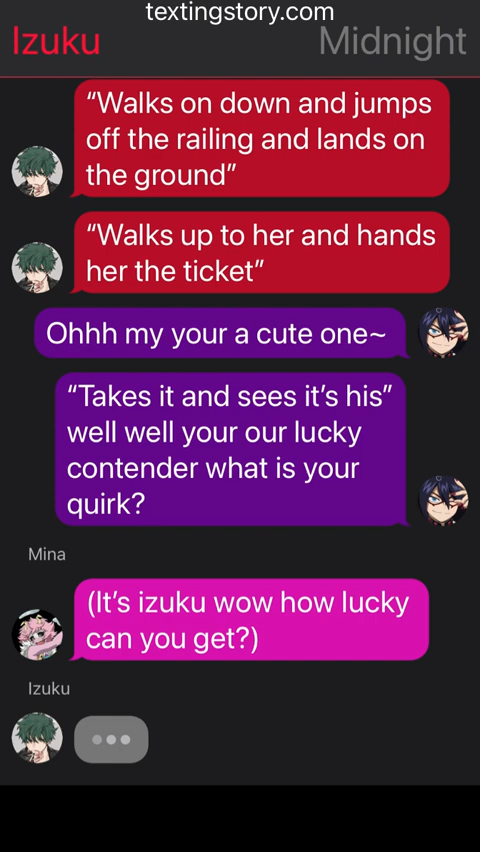 textingstory.com
Izuku Midnight
“Walks on down and jumps
off the railing and lands on
the ground”
“Walks up to her and hands
her the ticket”
Ohhh my your a cute one~
“Takes it and sees it’s his”
well well your our lucky
contender what is your
quirk?
Mina
(It’s izuku wow how lucky
can you get?)
Izuku